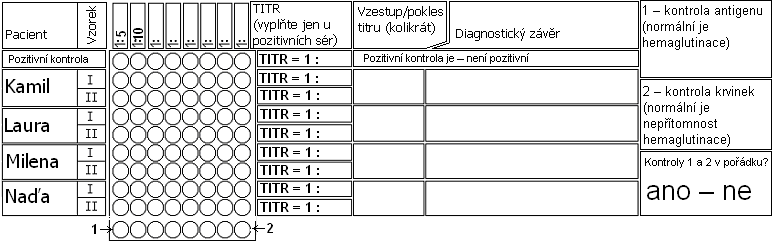 Pacient
Vzorek
1:5
1:10
1:
1:
1:
1:
1:
1:
TITR
(vyplňte jen u
pozitivních sér)
Vzestup/pokles
titru (kolikrát)
Diagnostický závěr
Pozitivní kontrola
TITR = 1 :
Pozitivní kontrola je – není pozitivní
Kamil
I
TITR = 1 :
II
TITR = 1 :
Laura
I
TITR = 1 :
II
TITR = 1 :
Milena
I
TITR = 1 :
II
TITR = 1 :
Naďa
I
TITR = 1 :
II
TITR = 1 :
1
2
1 – kontrola antigenu
(normální je
hemaglutinace)
2 – kontrola krvinek
(normální je
nepřítomnost
hemaglutinace)
Kontroly 1 a 2 v pořádku?
ano – ne